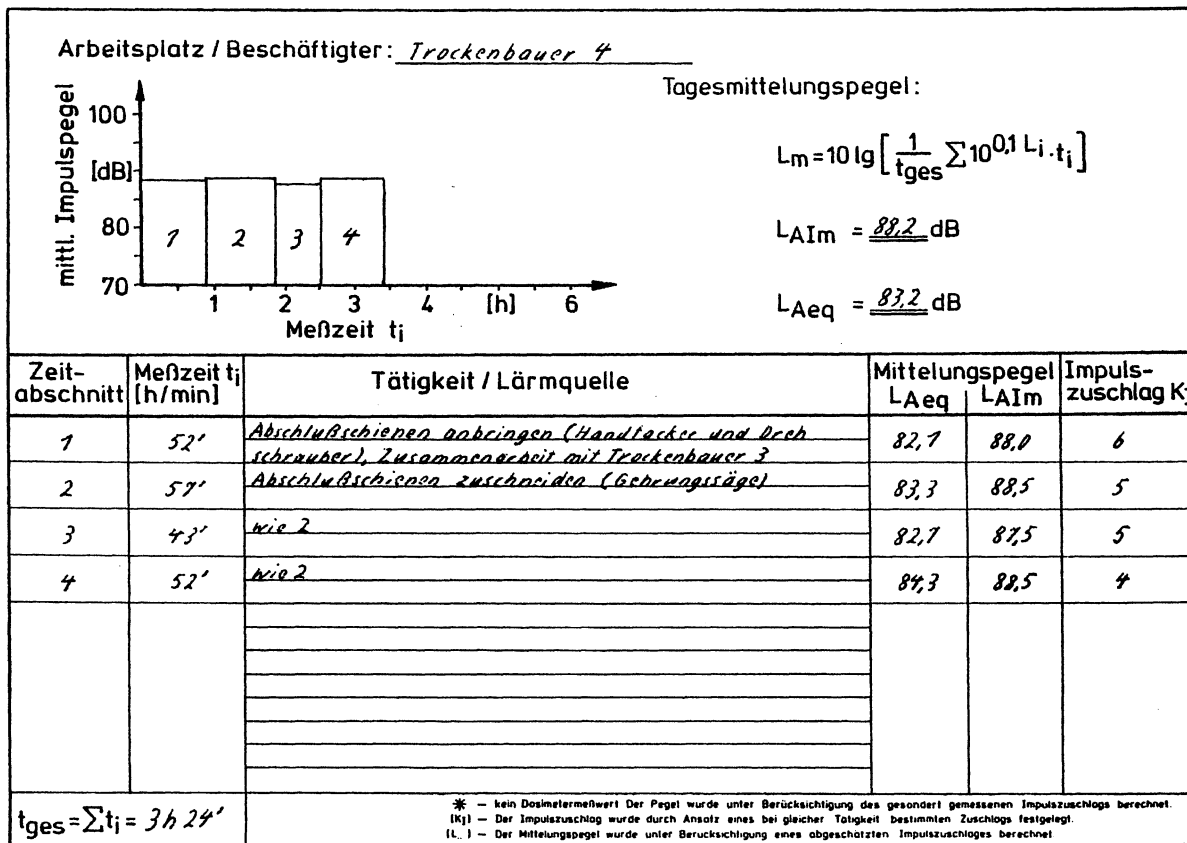 Arbeitsplatz / Beschäftigter: Trockenbauer 4
Tagesmittelungspegel:
mittl. Impulspegel
[dB]
100
80
70
1 2 3 4
1 2 3 4 [h] 6
Meßzeit ti
Lm = 10 lg [ 1/tges ∑ 10^0,1 Li · ti ]
LAIm = 88,2 dB
LAeq = 83,2 dB
Zeit- Meßzeit ti Tätigkeit / Lärmquelle Mittelungspegel Impuls-
abschnitt [h/min] LAeq LAIm zuschlag KI
1 52' Abschlußschienen anbringen (Handtacker und Dreh 82,1 88,0 6
schrauber), Zusammenarbeit mit Trockenbauer 3
2 57' Abschlußschienen zuschneiden (Gehrungssäge) 83,3 88,5 5
3 43' wie 2 82,7 87,5 5
4 52' wie 2 84,3 88,5 4
tges = ∑ti = 3h 24'
* – kein Dosimetermeßwert Der Pegel wurde unter Berücksichtigung des gesondert gemessenen Impulszuschlags berechnet.
(KI) – Der Impulszuschlag wurde durch Ansatz eines bei gleicher Tätigkeit bestimmten Zuschlags festgelegt.
(L..) – Der Mittelungspegel wurde unter Berucksichtigung eines abgeschätzten Impulszuschlages berechnet